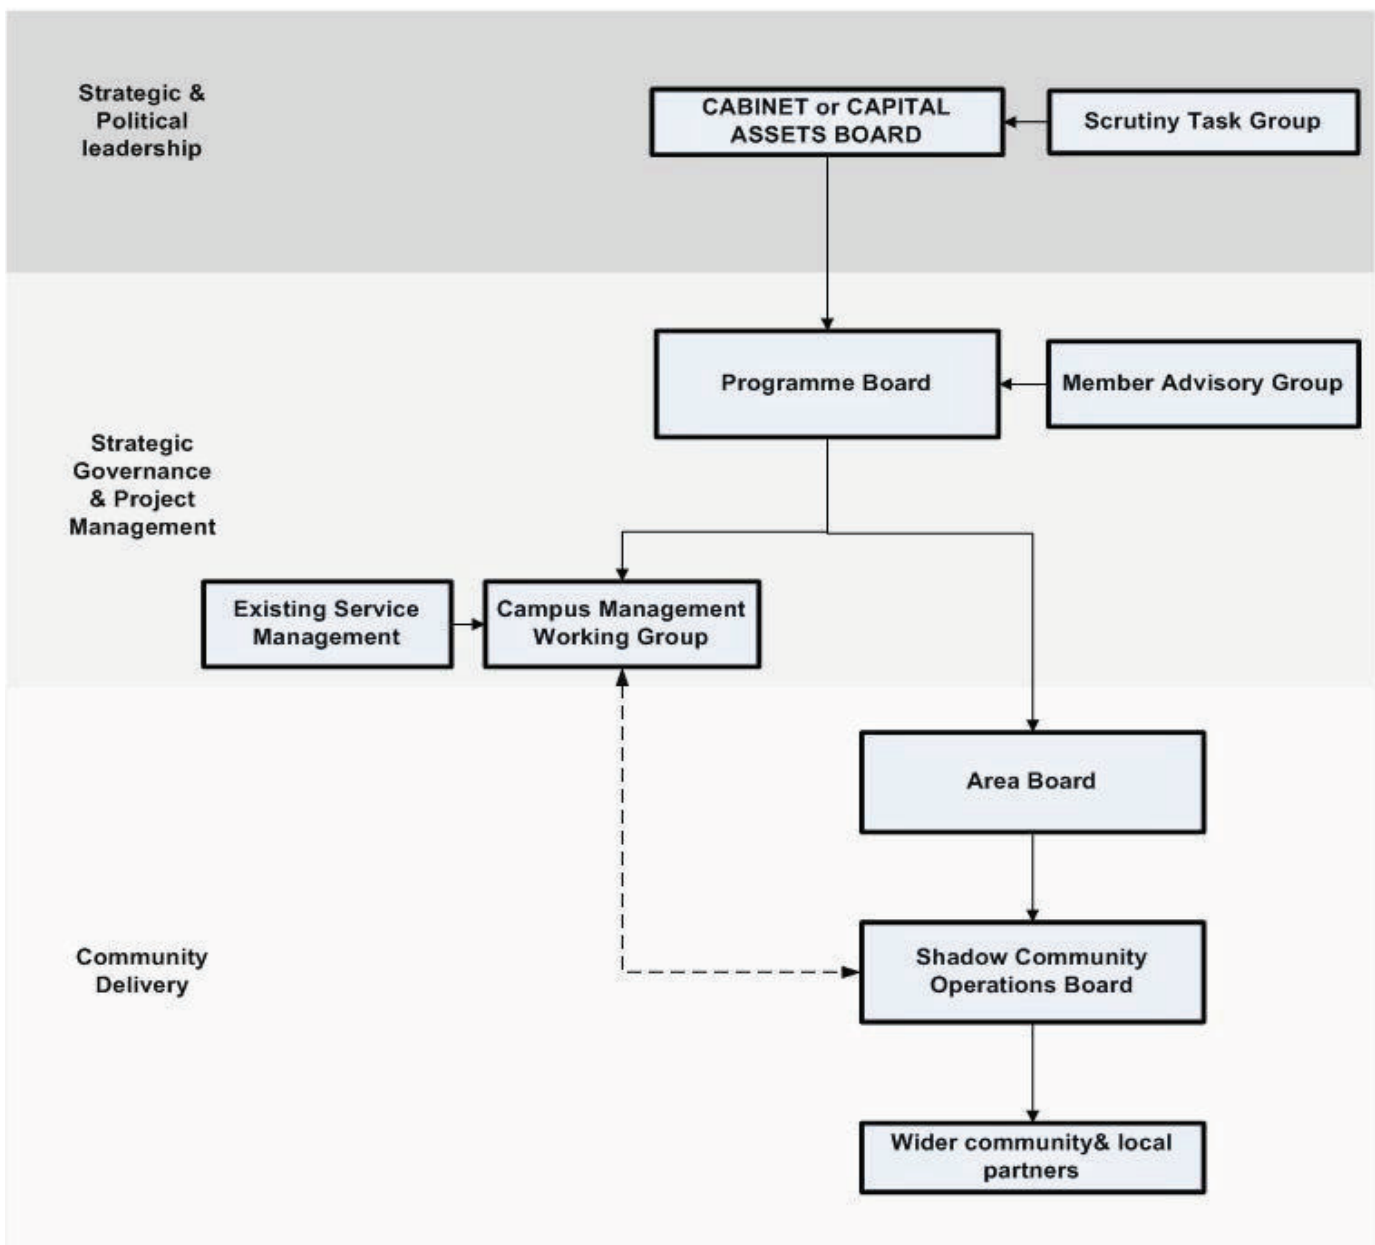 Strategic &
Political
leadership
CABINET or CAPITAL
ASSETS BOARD
Scrutiny Task Group
Programme Board
Member Advisory Group
Strategic
Governance
& Project
Management
Existing Service
Management
Campus Management
Working Group
Area Board
Community
Delivery
Shadow Community
Operations Board
Wider community& local
partners